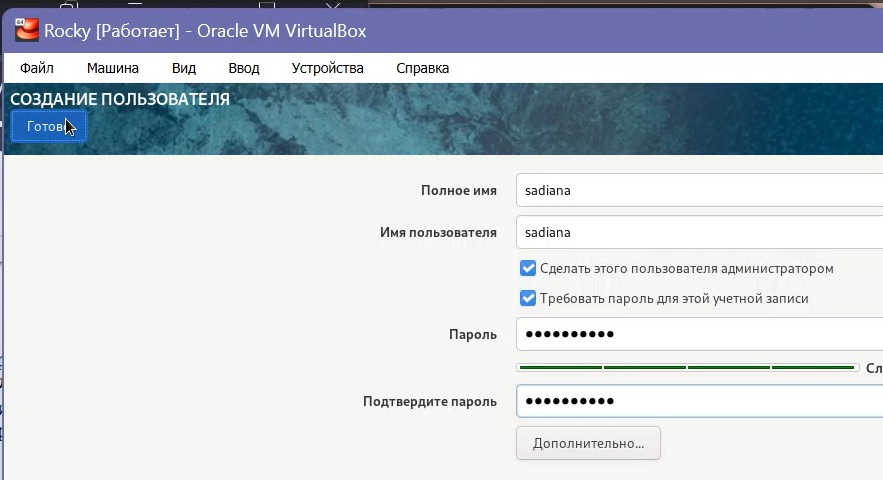 Rocky [Работает] - Oracle VM VirtualBox
Файл Машина Вид Ввод Устройства Справка
СОЗДАНИЕ ПОЛЬЗОВАТЕЛЯ
Готово
Полное имя sadiana
Имя пользователя sadiana
Сделать этого пользователя администратором
Требовать пароль для этой учетной записи
Пароль ●●●●●●●●●●
Сл
Подтвердите пароль ●●●●●●●●●●
Дополнительно...